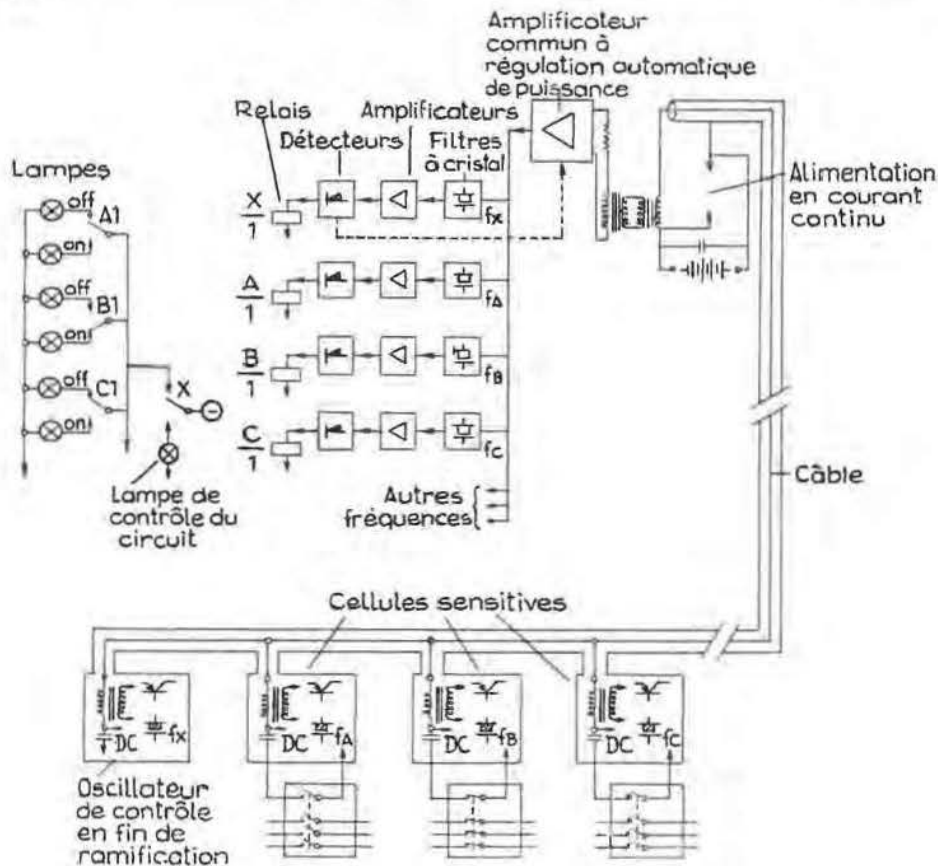 Amplificateur
commun à
régulation automatique
de puissance
Relais
Amplificateurs
Détecteurs
Filtres
à cristal
Lampes
Alimentation
en courant
continu
off
A1
on
off
B1
on
off
C1
on
X
Lampe de
contrôle du
circuit
X
1
fx
A
1
fA
B
1
fB
C
1
fC
Autres
fréquences
Câble
Cellules sensitives
DC
fx
DC
fA
DC
fB
DC
fC
Oscillateur
de contrôle
en fin de
ramification